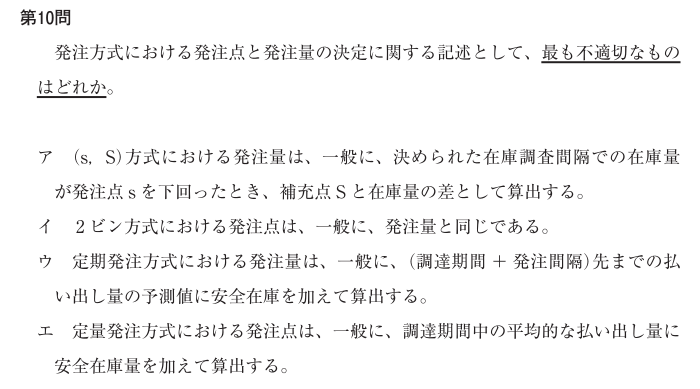 第10問
発注方式における発注点と発注量の決定に関する記述として、最も不適切なもの
はどれか。
ア (s, S)方式における発注量は、一般に、決められた在庫調査間隔での在庫量
が発注点sを下回ったとき、補充点Sと在庫量の差として算出する。
イ 2ビン方式における発注点は、一般に、発注量と同じである。
ウ 定期発注方式における発注量は、一般に、(調達期間 + 発注間隔)先までの払
い出し量の予測値に安全在庫を加えて算出する。
エ 定量発注方式における発注点は、一般に、調達期間中の平均的な払い出し量に
安全在庫量を加えて算出する。